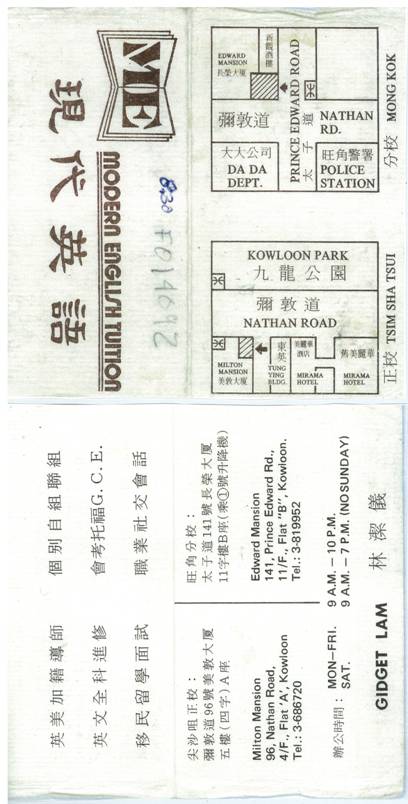 ME
現代英語
MODERN ENGLISH TUITION
8:30
EDWARD
MANSION
長榮大厦
PRINCE EDWARD ROAD
太子道
彌敦道
NATHAN
RD.
大大公司
DA DA
DEPT.
旺角警署
POLICE
STATION
分校 MONG KOK
KOWLOON PARK
九龍公園
彌敦道
NATHAN ROAD
MILTON
MANSION
美敦大廈
東英
TUNG
YING
BLDG.
美麗華
酒店
MIRAMA
HOTEL
舊美麗華
MIRAMA
HOTEL
正校 TSIM SHA TSUI
英美加籍導師 個別自組聯組
英文全科進修 會考托福G.C.E.
移民留學面試 職業社交會話
尖沙咀正校：
彌敦道96號美敦大厦
五樓(四字)A座
旺角分校：
太子道141號長榮大厦
11字樓B座(乘①號升降機)
Milton Mansion
96, Nathan Road,
4/F., Flat 'A', Kowloon
Tel.: 3-686720
Edward Mansion
141, Prince Edward Rd.,
11/F., Flat "B", Kowloon.
Tel.: 3-819952
辦公時間： MON-FRI. 9 A.M. – 10 P.M.
SAT. 9 A.M. – 7 P.M. (NO SUNDAY)
GIDGET LAM 林潔儀